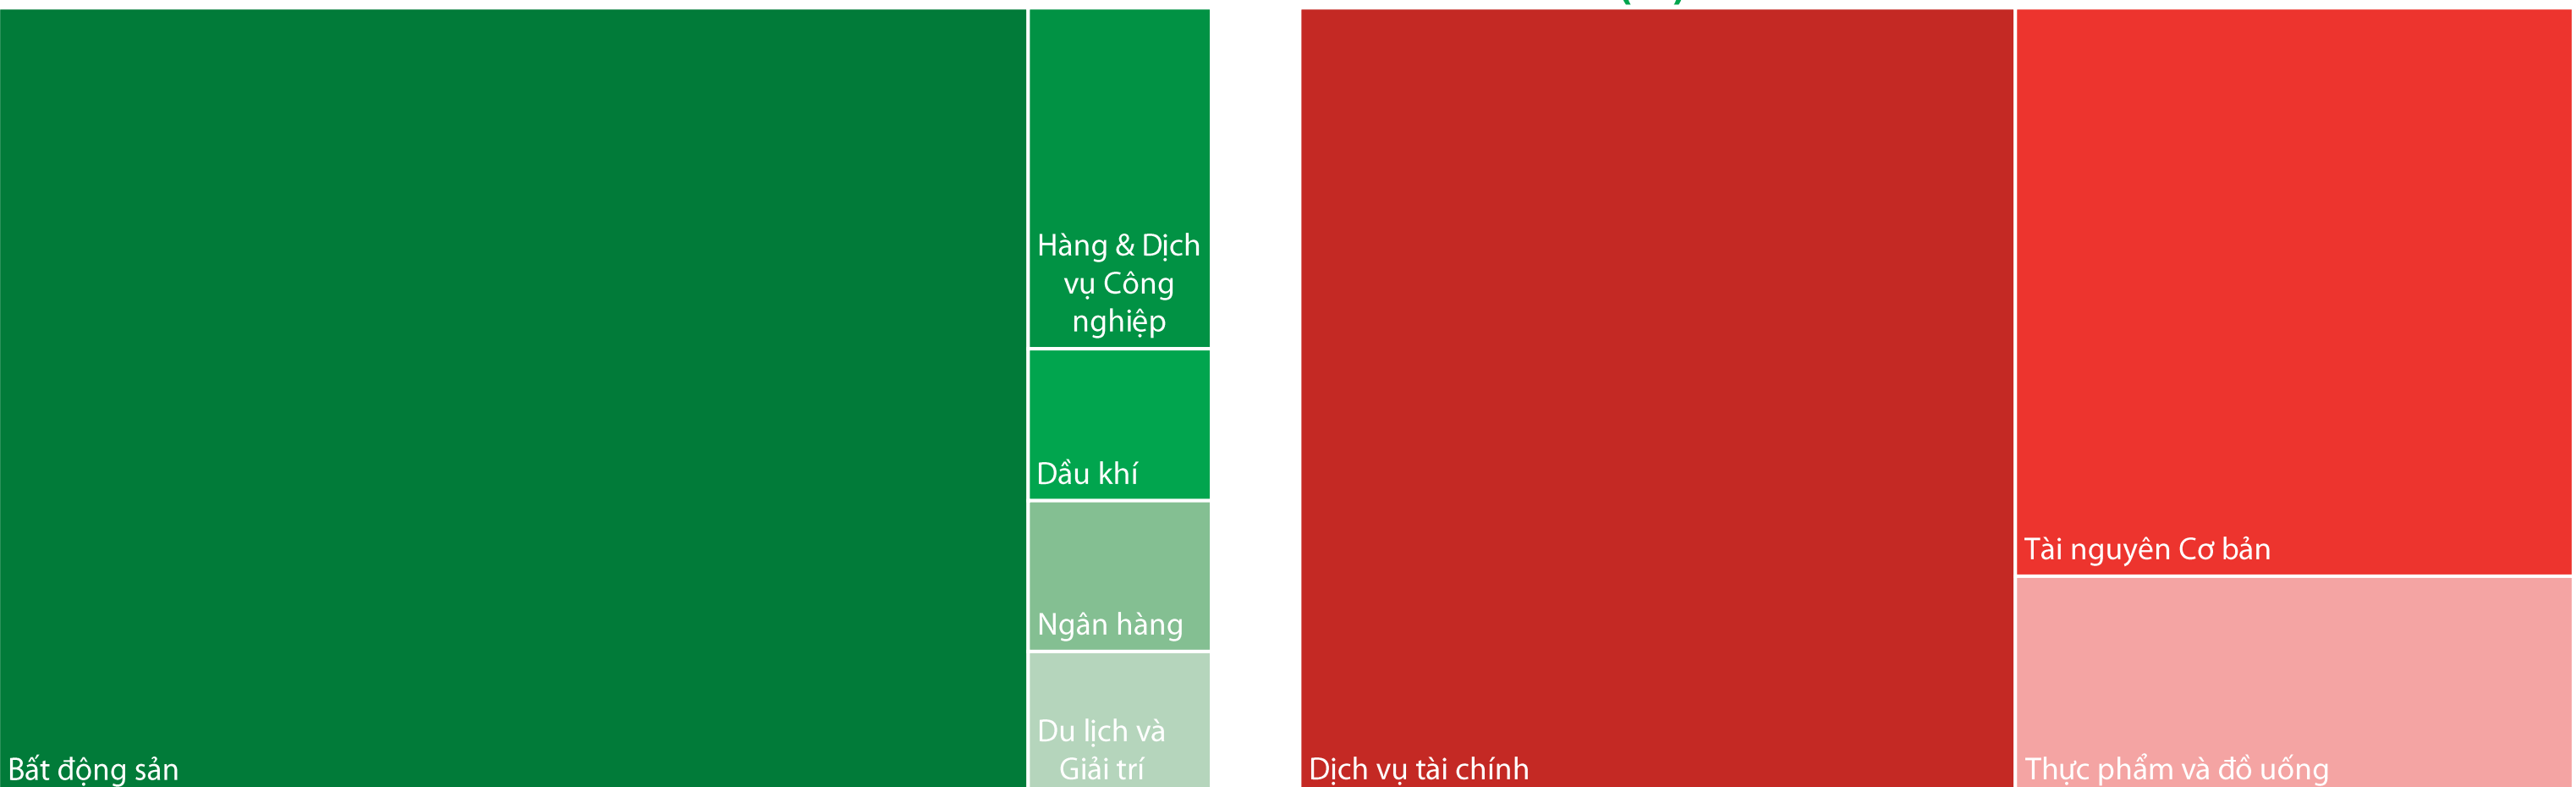 Hàng & Dịch
vụ Công
nghiệp
Dầu khí
Ngân hàng
Du lịch và
Giải trí
Bất động sản
Tài nguyên Cơ bản
Dịch vụ tài chính
Thực phẩm và đồ uống